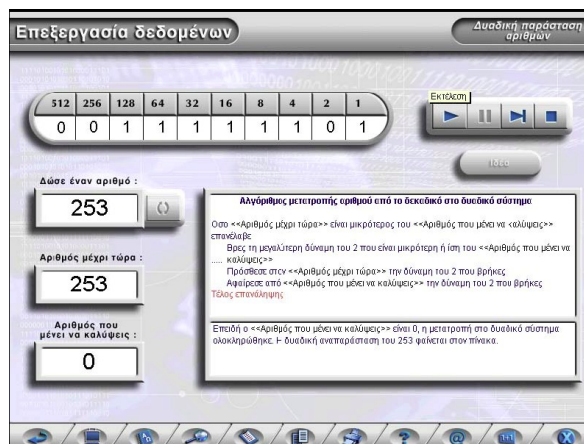 Επεξεργασία δεδομένων
Δυαδική παράσταση
αριθμών
512 256 128 64 32 16 8 4 2 1
0 0 1 1 1 1 1 1 0 1
Εκτέλεση
Ιδέα
Δώσε έναν αριθμό :
253
Αριθμός μέχρι τώρα :
253
Αριθμός που
μένει να καλύψεις :
0
Αλγόριθμος μετατροπής αριθμού από το δεκαδικό στο δυαδικό σύστημα
Οσο <<Αριθμός μέχρι τώρα>> είναι μικρότερος του <<Αριθμός που μένει να καλύψεις>>
επανέλαβε
Βρες τη μεγαλύτερη δύναμη του 2 που είναι μικρότερη ή ίση του <<Αριθμός που μένει να
..... καλύψεις>>
Πρόσθεσε στον <<Αριθμός μέχρι τώρα>> την δύναμη του 2 που βρήκες
Αφαίρεσε από <<Αριθμός που μένει να καλύψεις>> την δύναμη του 2 που βρήκες
Τέλος επανάληψης
Επειδή ο <<Αριθμός που μένει να καλύψεις>> είναι 0, η μετατροπή στο δυαδικό σύστημα
ολοκληρώθηκε. Η δυαδική αναπαράσταση του 253 φαίνεται στον πίνακα.
? @ 1+1